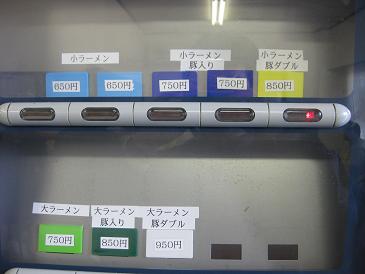 小ラーメン
小ラーメン
豚入り
小ラーメン
豚ダブル
650円
650円
750円
750円
850円
大ラーメン
大ラーメン
豚入り
大ラーメン
豚ダブル
750円
850円
950円